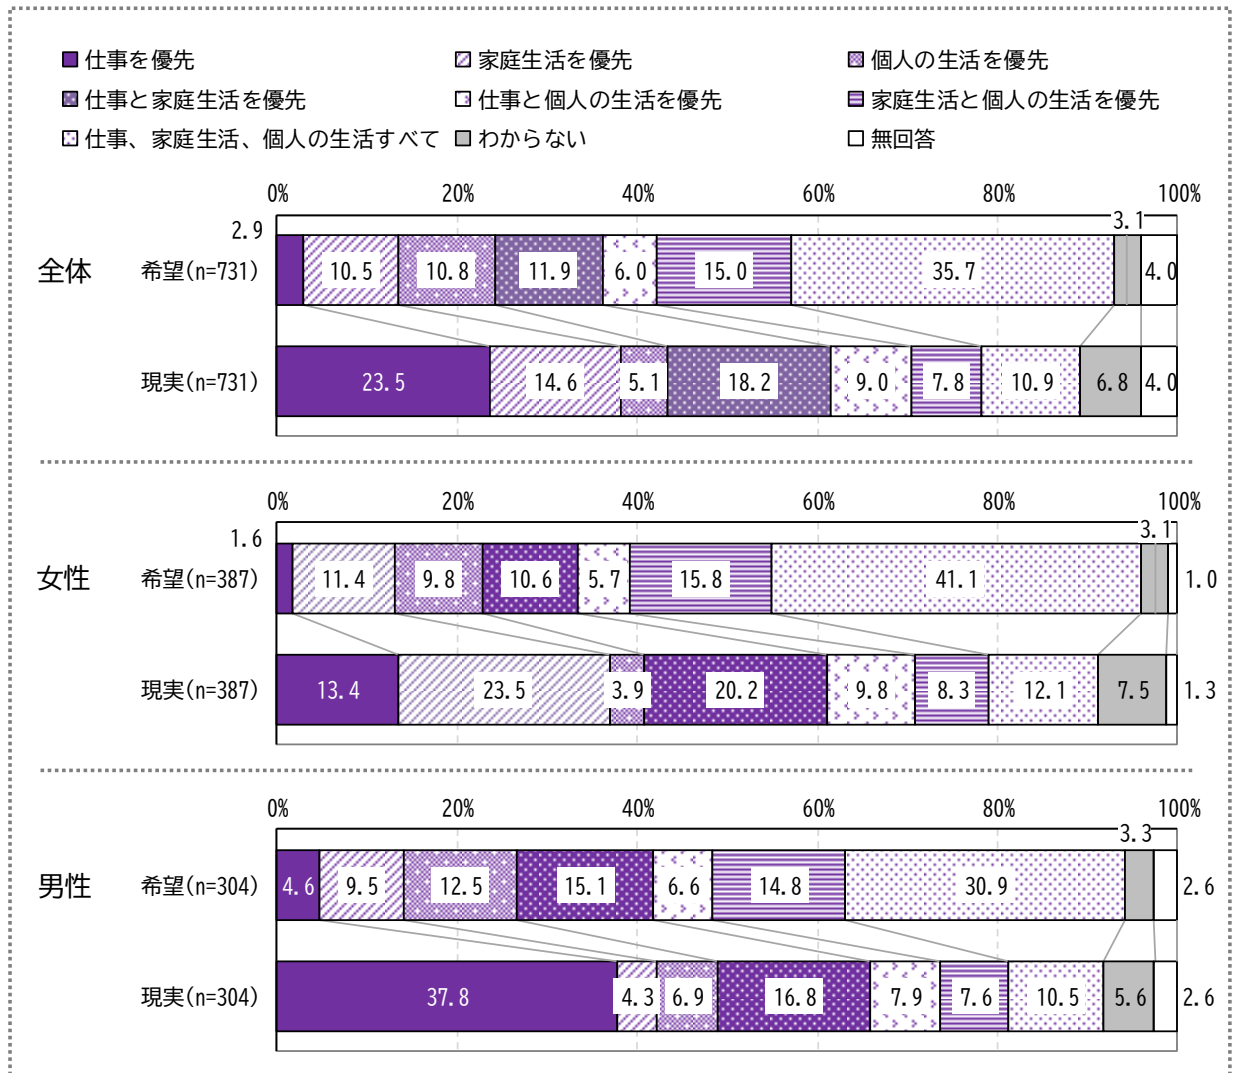 仕事を優先 家庭生活を優先 個人の生活を優先
仕事と家庭生活を優先 仕事と個人の生活を優先 家庭生活と個人の生活を優先
仕事、家庭生活、個人の生活すべて わからない 無回答
0% 20% 40% 60% 80% 100%
2.9 3.1
全体 希望(n=731) 10.5 10.8 11.9 6.0 15.0 35.7 4.0
現実(n=731) 23.5 14.6 5.1 18.2 9.0 7.8 10.9 6.8 4.0
0% 20% 40% 60% 80% 100%
1.6 3.1
女性 希望(n=387) 11.4 9.8 10.6 5.7 15.8 41.1 1.0
現実(n=387) 13.4 23.5 3.9 20.2 9.8 8.3 12.1 7.5 1.3
0% 20% 40% 60% 80% 100%
3.3
男性 希望(n=304) 4.6 9.5 12.5 15.1 6.6 14.8 30.9 2.6
現実(n=304) 37.8 4.3 6.9 16.8 7.9 7.6 10.5 5.6 2.6